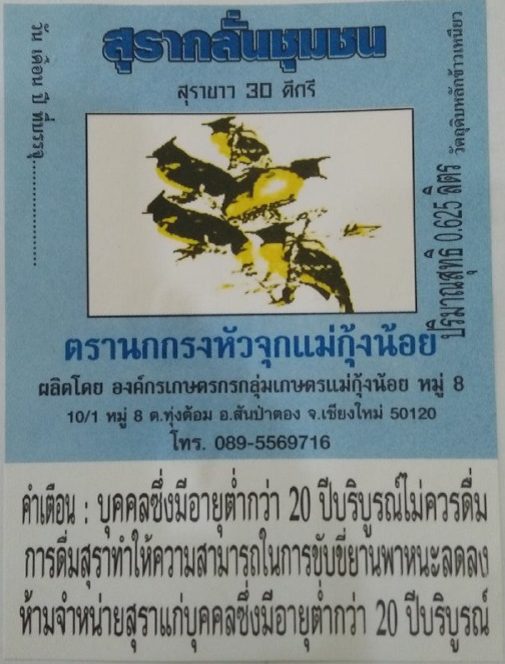 สุรากลั่นชุมชน
สุราขาว 30 ดีกรี
วัน เดือน ปี ที่บรรจุ......................
ปริมาณสุทธิ 0.625 ลิตร
วัตถุดิบหลักข้าวเหนียว
ตรานกกรงหัวจุกแม่กุ้งน้อย
ผลิตโดย องค์กรเกษตรกรกลุ่มเกษตรแม่กุ้งน้อย หมู่ 8
10/1 หมู่ 8 ต.ทุ่งต้อม อ.สันป่าตอง จ.เชียงใหม่ 50120
โทร. 089-5569716
คำเตือน : บุคคลซึ่งมีอายุต่ำกว่า 20 ปีบริบูรณ์ไม่ควรดื่ม
การดื่มสุราทำให้ความสามารถในการขับขี่ยานพาหนะลดลง
ห้ามจำหน่ายสุราแก่บุคคลซึ่งมีอายุต่ำกว่า 20 ปีบริบูรณ์